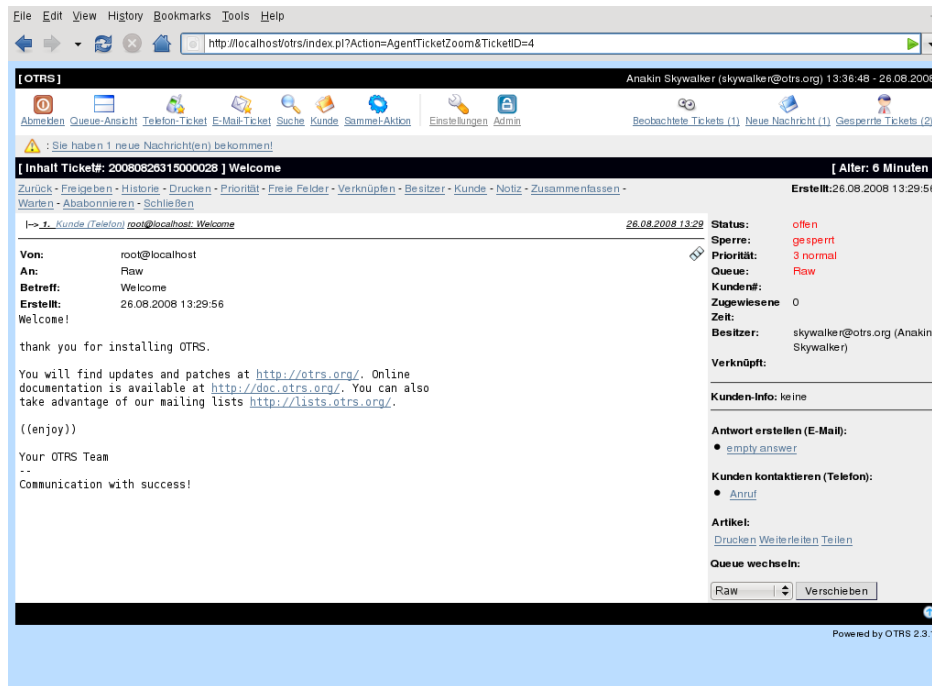 File Edit View History Bookmarks Tools Help
http://localhost/otrs/index.pl?Action=AgentTicketZoom&TicketID=4
[ OTRS ] Anakin Skywalker (skywalker@otrs.org) 13:36:48 - 26.08.2008
Abmelden Queue-Ansicht Telefon-Ticket E-Mail-Ticket Suche Kunde Sammel-Aktion Einstellungen Admin Beobachtete Tickets (1) Neue Nachricht (1) Gesperrte Tickets (2)
: Sie haben 1 neue Nachricht(en) bekommen!
[ Inhalt Ticket#: 20080826315000028 ] Welcome [ Alter: 6 Minuten
Zurück - Freigeben - Historie - Drucken - Priorität - Freie Felder - Verknüpfen - Besitzer - Kunde - Notiz - Zusammenfassen -
Warten - Ababonnieren - Schließen
Erstellt:26.08.2008 13:29:56
|--> 1. Kunde (Telefon) root@localhost: Welcome 26.08.2008 13:29
Von: root@localhost
An: Raw
Betreff: Welcome
Erstellt: 26.08.2008 13:29:56
Welcome!
thank you for installing OTRS.
You will find updates and patches at http://otrs.org/. Online
documentation is available at http://doc.otrs.org/. You can also
take advantage of our mailing lists http://lists.otrs.org/.
((enjoy))
Your OTRS Team
--
Communication with success!
Status: offen
Sperre: gesperrt
Priorität: 3 normal
Queue: Raw
Kunden#:
Zugewiesene 0
Zeit:
Besitzer: skywalker@otrs.org (Anakin
Skywalker)
Verknüpft:
Kunden-Info: keine
Antwort erstellen (E-Mail):
empty answer
Kunden kontaktieren (Telefon):
Anruf
Artikel:
Drucken Weiterleiten Teilen
Queue wechseln:
Raw Verschieben
Powered by OTRS 2.3.